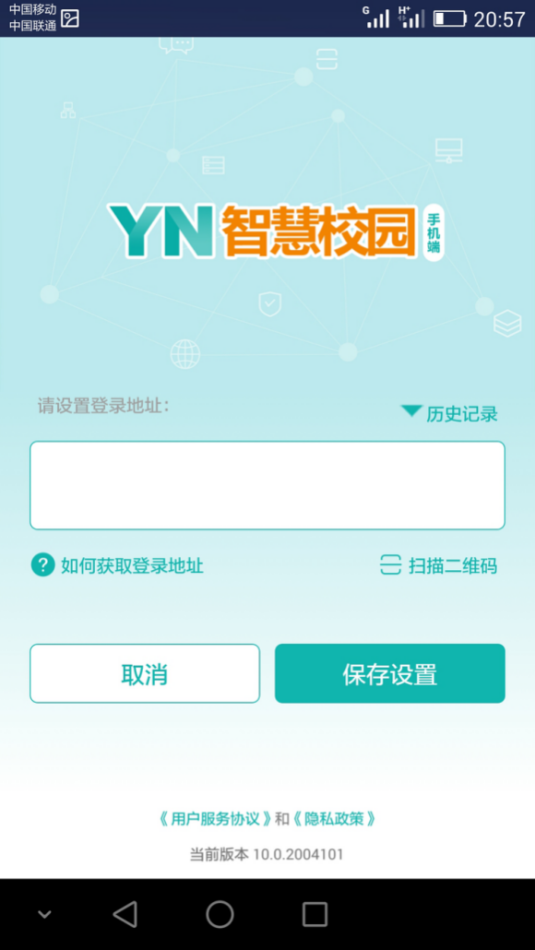 中国移动
中国联通
G H+ 20:57
YN智慧校园 手机端
请设置登录地址:
历史记录
? 如何获取登录地址
扫描二维码
取消
保存设置
《用户服务协议》和《隐私政策》
当前版本 10.0.2004101